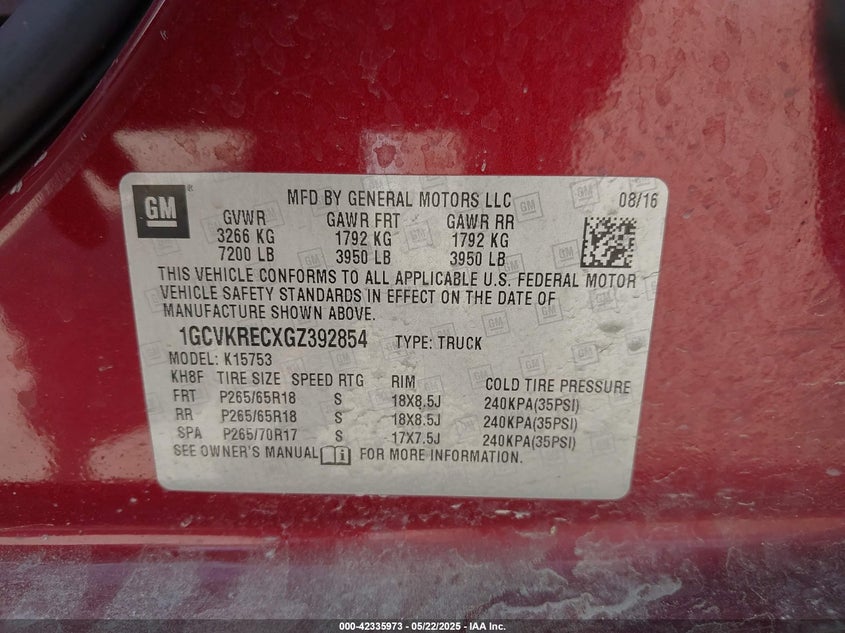 GM
MFD BY GENERAL MOTORS LLC 08/16
GVWR GAWR FRT GAWR RR
3266 KG 1792 KG 1792 KG
7200 LB 3950 LB 3950 LB
THIS VEHICLE CONFORMS TO ALL APPLICABLE U.S. FEDERAL MOTOR
VEHICLE SAFETY STANDARDS IN EFFECT ON THE DATE OF
MANUFACTURE SHOWN ABOVE.
1GCVKRECXGZ392854 TYPE: TRUCK
MODEL: K15753
KH8F TIRE SIZE SPEED RTG RIM COLD TIRE PRESSURE
FRT P265/65R18 S 18X8.5J 240KPA(35PSI)
RR P265/65R18 S 18X8.5J 240KPA(35PSI)
SPA P265/70R17 S 17X7.5J 240KPA(35PSI)
SEE OWNER'S MANUAL FOR MORE INFORMATION.
000-42335973 - 05/22/2025 - IAA Inc.